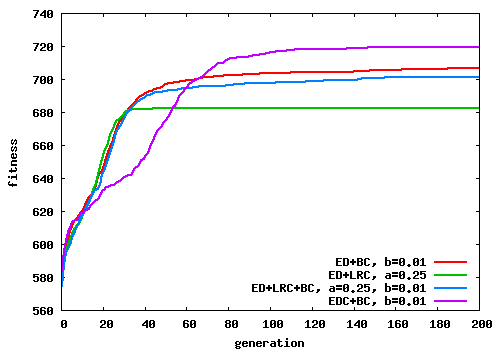 740
720
700
680
660
640
620
600
580
560
fitness
ED+BC, b=0.01
ED+LRC, a=0.25
ED+LRC+BC, a=0.25, b=0.01
EDC+BC, b=0.01
0 20 40 60 80 100 120 140 160 180 200
generation